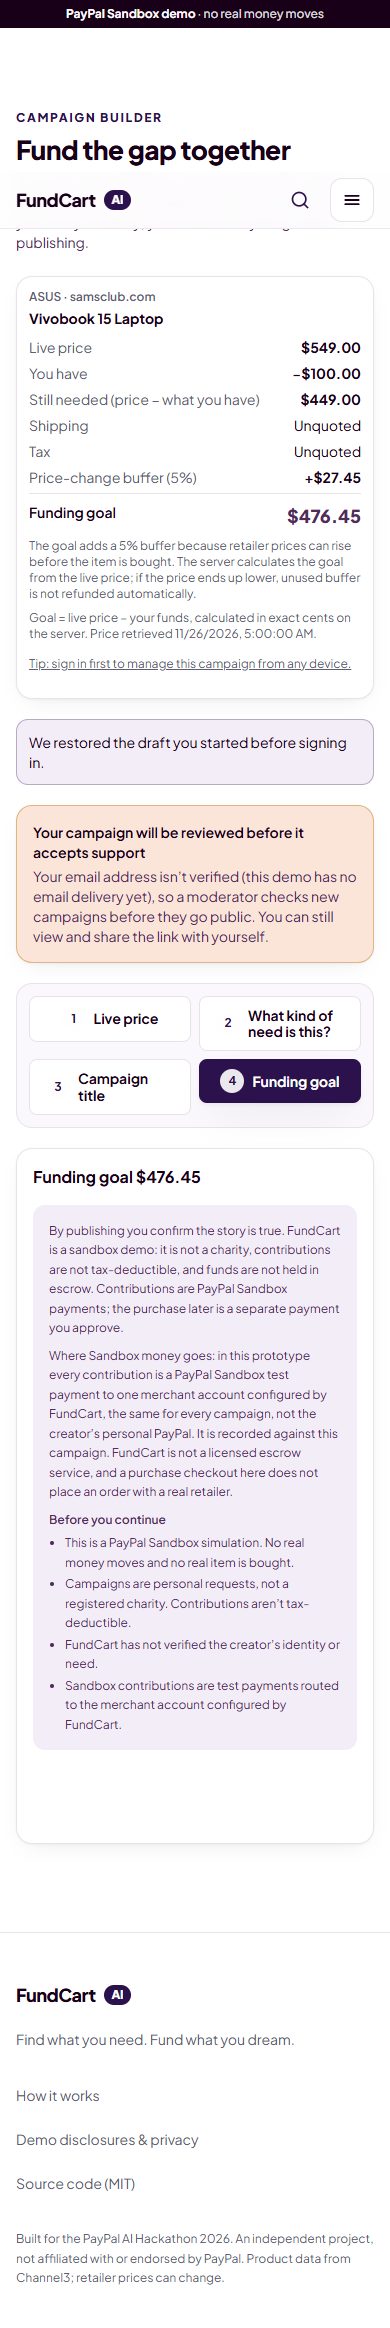 PayPal Sandbox demo · no real money moves
CAMPAIGN BUILDER
Fund the gap together
FundCart AI
publishing.
ASUS · samsclub.com
Vivobook 15 Laptop
Live price $549.00
You have −$100.00
Still needed (price − what you have) $449.00
Shipping Unquoted
Tax Unquoted
Price-change buffer (5%) +$27.45
Funding goal $476.45
The goal adds a 5% buffer because retailer prices can rise
before the item is bought. The server calculates the goal
from the live price; if the price ends up lower, unused buffer
is not refunded automatically.
Goal = live price − your funds, calculated in exact cents on
the server. Price retrieved 11/26/2026, 5:00:00 AM.
Tip: sign in first to manage this campaign from any device.
We restored the draft you started before signing
in.
Your campaign will be reviewed before it
accepts support
Your email address isn’t verified (this demo has no
email delivery yet), so a moderator checks new
campaigns before they go public. You can still
view and share the link with yourself.
1 Live price
2 What kind of
need is this?
3 Campaign
title
4 Funding goal
Funding goal $476.45
By publishing you confirm the story is true. FundCart
is a sandbox demo: it is not a charity, contributions
are not tax-deductible, and funds are not held in
escrow. Contributions are PayPal Sandbox
payments; the purchase later is a separate payment
you approve.
Where Sandbox money goes: in this prototype
every contribution is a PayPal Sandbox test
payment to one merchant account configured by
FundCart, the same for every campaign, not the
creator’s personal PayPal. It is recorded against this
campaign. FundCart is not a licensed escrow
service, and a purchase checkout here does not
place an order with a real retailer.
Before you continue
• This is a PayPal Sandbox simulation. No real
money moves and no real item is bought.
• Campaigns are personal requests, not a
registered charity. Contributions aren’t tax-
deductible.
• FundCart has not verified the creator’s identity or
need.
• Sandbox contributions are test payments routed
to the merchant account configured by
FundCart.
FundCart AI
Find what you need. Fund what you dream.
How it works
Demo disclosures & privacy
Source code (MIT)
Built for the PayPal AI Hackathon 2026. An independent project,
not affiliated with or endorsed by PayPal. Product data from
Channel3; retailer prices can change.